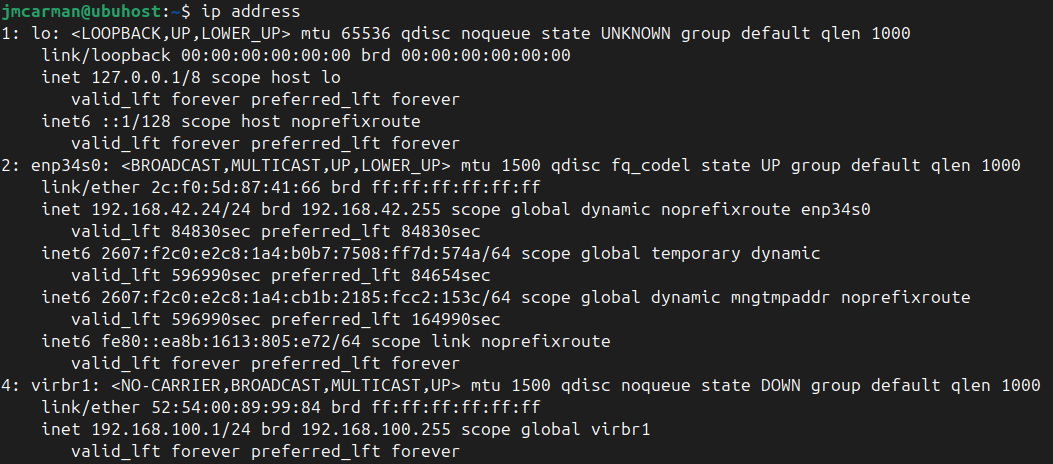 jmcarman@ubuhost:~$ ip address
1: lo: <LOOPBACK,UP,LOWER_UP> mtu 65536 qdisc noqueue state UNKNOWN group default qlen 1000
    link/loopback 00:00:00:00:00:00 brd 00:00:00:00:00:00
    inet 127.0.0.1/8 scope host lo
       valid_lft forever preferred_lft forever
    inet6 ::1/128 scope host noprefixroute
       valid_lft forever preferred_lft forever
2: enp34s0: <BROADCAST,MULTICAST,UP,LOWER_UP> mtu 1500 qdisc fq_codel state UP group default qlen 1000
    link/ether 2c:f0:5d:87:41:66 brd ff:ff:ff:ff:ff:ff
    inet 192.168.42.24/24 brd 192.168.42.255 scope global dynamic noprefixroute enp34s0
       valid_lft 84830sec preferred_lft 84830sec
    inet6 2607:f2c0:e2c8:1a4:b0b7:7508:ff7d:574a/64 scope global temporary dynamic
       valid_lft 596990sec preferred_lft 84654sec
    inet6 2607:f2c0:e2c8:1a4:cb1b:2185:fcc2:153c/64 scope global dynamic mngtmpaddr noprefixroute
       valid_lft 596990sec preferred_lft 164990sec
    inet6 fe80::ea8b:1613:805:e72/64 scope link noprefixroute
       valid_lft forever preferred_lft forever
4: virbr1: <NO-CARRIER,BROADCAST,MULTICAST,UP> mtu 1500 qdisc noqueue state DOWN group default qlen 1000
    link/ether 52:54:00:89:99:84 brd ff:ff:ff:ff:ff:ff
    inet 192.168.100.1/24 brd 192.168.100.255 scope global virbr1
       valid_lft forever preferred_lft forever